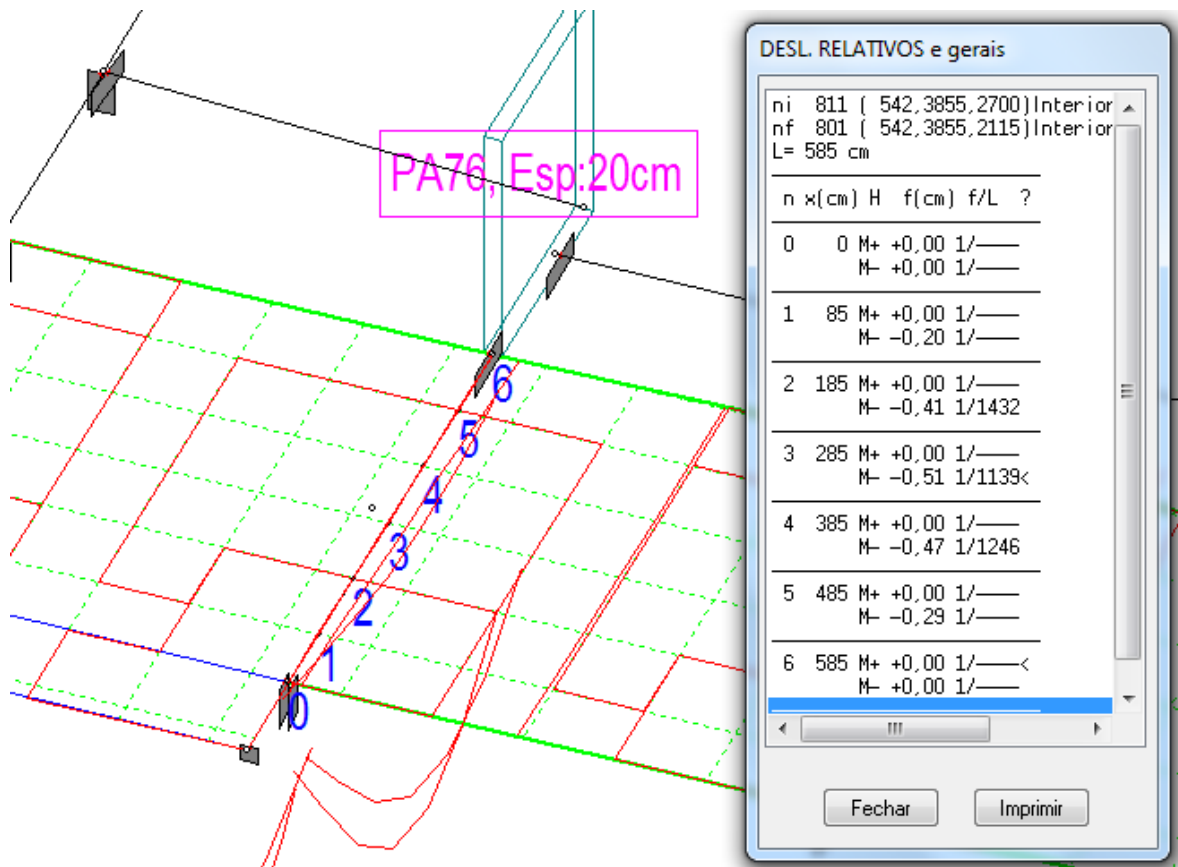 PA76, Esp:20cm
6
5
4
3
2
1
0
DESL. RELATIVOS e gerais
ni 811 ( 542,3855,2700)Interior
nf 801 ( 542,3855,2115)Interior
L= 585 cm
n x(cm) H f(cm) f/L ?
0 0 M+ +0,00 1/——
M- +0,00 1/——
1 85 M+ +0,00 1/——
M- -0,20 1/——
2 185 M+ +0,00 1/——
M- -0,41 1/1432
3 285 M+ +0,00 1/——
M- -0,51 1/1139<
4 385 M+ +0,00 1/——
M- -0,47 1/1246
5 485 M+ +0,00 1/——
M- -0,29 1/——
6 585 M+ +0,00 1/——<
M- +0,00 1/——
Fechar
Imprimir